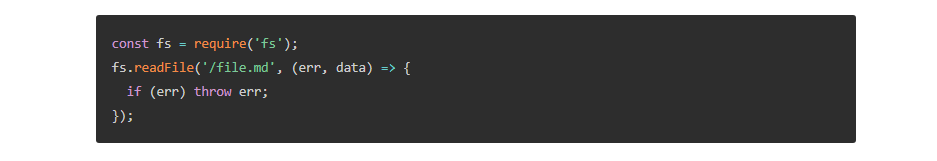 const fs = require('fs');
fs.readFile('/file.md', (err, data) => {
  if (err) throw err;
});